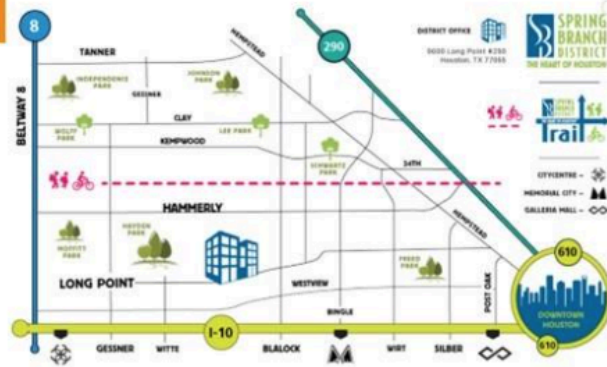 8
290
DISTRICT OFFICE
9600 Long Point #250
Houston, TX 77055
SPRING
BRANCH
DISTRICT
THE HEART OF HOUSTON
HEMPSTEAD
TANNER
INDEPENDENCE
PARK
JOHNSON
PARK
GESSNER
BELTWAY 8
CLAY
WOLFF
PARK
LEE PARK
KEMPWOOD
SCHWARTZ
PARK
34TH
SPRING
BRANCH
Trail
CITYCENTRE -
MEMORIAL CITY -
GALLERIA MALL -
HAMMERLY
HEMPSTEAD
MOFFITT
PARK
HAYDEN
PARK
FREED
PARK
LONG POINT
WESTVIEW
BINGLE
POST OAK
610
DOWNTOWN
HOUSTON
610
I-10
GESSNER
WITTE
BLALOCK
WIRT
SILBER